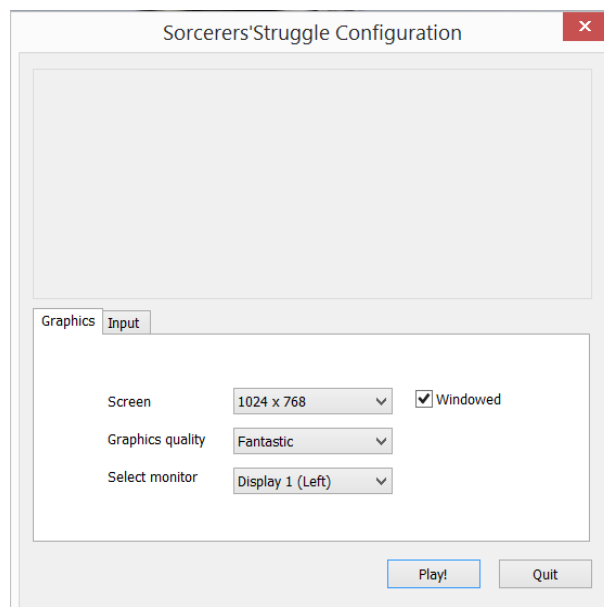 Sorcerers'Struggle Configuration
Graphics Input
Screen 1024 x 768 Windowed
Graphics quality Fantastic
Select monitor Display 1 (Left)
Play! Quit